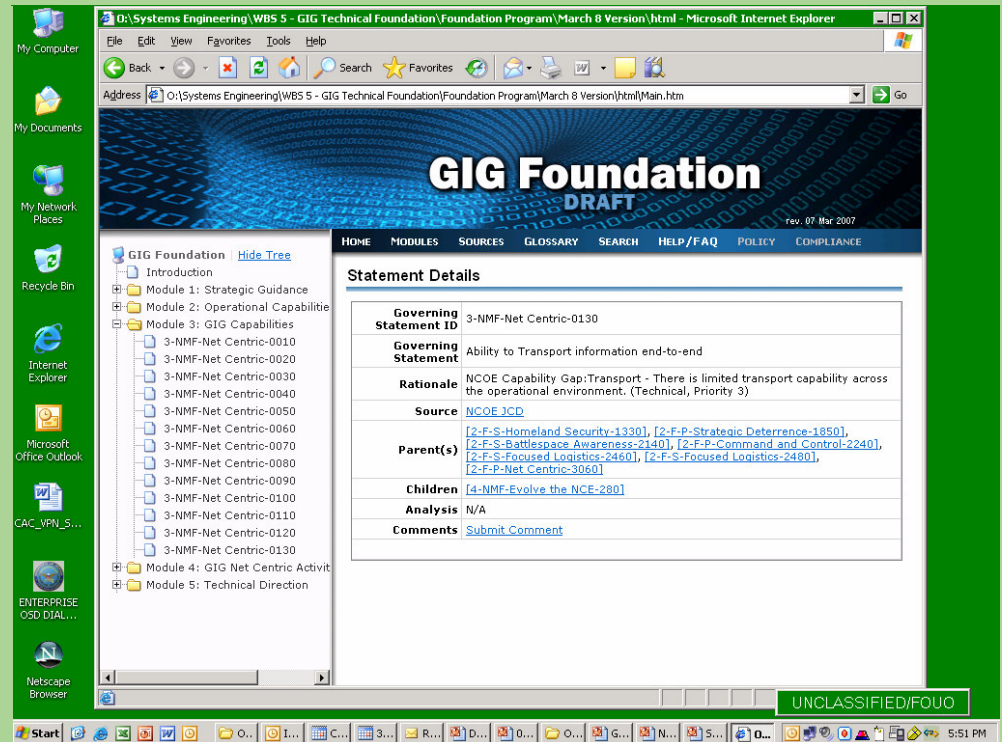 My Computer
My Documents
My Network
Places
Recycle Bin
Internet
Explorer
Microsoft
Office Outlook
CAC_VPN_S...
ENTERPRISE
OSD DIAL...
Netscape
Browser
O:\Systems Engineering\WBS 5 - GIG Technical Foundation\Foundation Program\March 8 Version\html - Microsoft Internet Explorer
File Edit View Favorites Tools Help
Back Search Favorites
Address O:\Systems Engineering\WBS 5 - GIG Technical Foundation\Foundation Program\March 8 Version\html\Main.htm Go
GIG Foundation
DRAFT
rev. 07 Mar 2007
HOME MODULES SOURCES GLOSSARY SEARCH HELP/FAQ POLICY COMPLIANCE
GIG Foundation | Hide Tree
Introduction
Module 1: Strategic Guidance
Module 2: Operational Capabilitie
Module 3: GIG Capabilities
3-NMF-Net Centric-0010
3-NMF-Net Centric-0020
3-NMF-Net Centric-0030
3-NMF-Net Centric-0040
3-NMF-Net Centric-0050
3-NMF-Net Centric-0060
3-NMF-Net Centric-0070
3-NMF-Net Centric-0080
3-NMF-Net Centric-0090
3-NMF-Net Centric-0100
3-NMF-Net Centric-0110
3-NMF-Net Centric-0120
3-NMF-Net Centric-0130
Module 4: GIG Net Centric Activit
Module 5: Technical Direction
Statement Details
Governing
Statement ID 3-NMF-Net Centric-0130
Governing
Statement Ability to Transport information end-to-end
Rationale NCOE Capability Gap:Transport - There is limited transport capability across
the operational environment. (Technical, Priority 3)
Source NCOE JCD
Parent(s) [2-F-S-Homeland Security-1330], [2-F-P-Strategic Deterrence-1850],
[2-F-S-Battlespace Awareness-2140], [2-F-P-Command and Control-2240],
[2-F-S-Focused Logistics-2460], [2-F-S-Focused Logistics-2480],
[2-F-P-Net Centric-3060]
Children [4-NMF-Evolve the NCE-280]
Analysis N/A
Comments Submit Comment
UNCLASSIFIED/FOUO
Start O.. I... C... 3... R... D... O... O... G... N... S... O... 5:51 PM